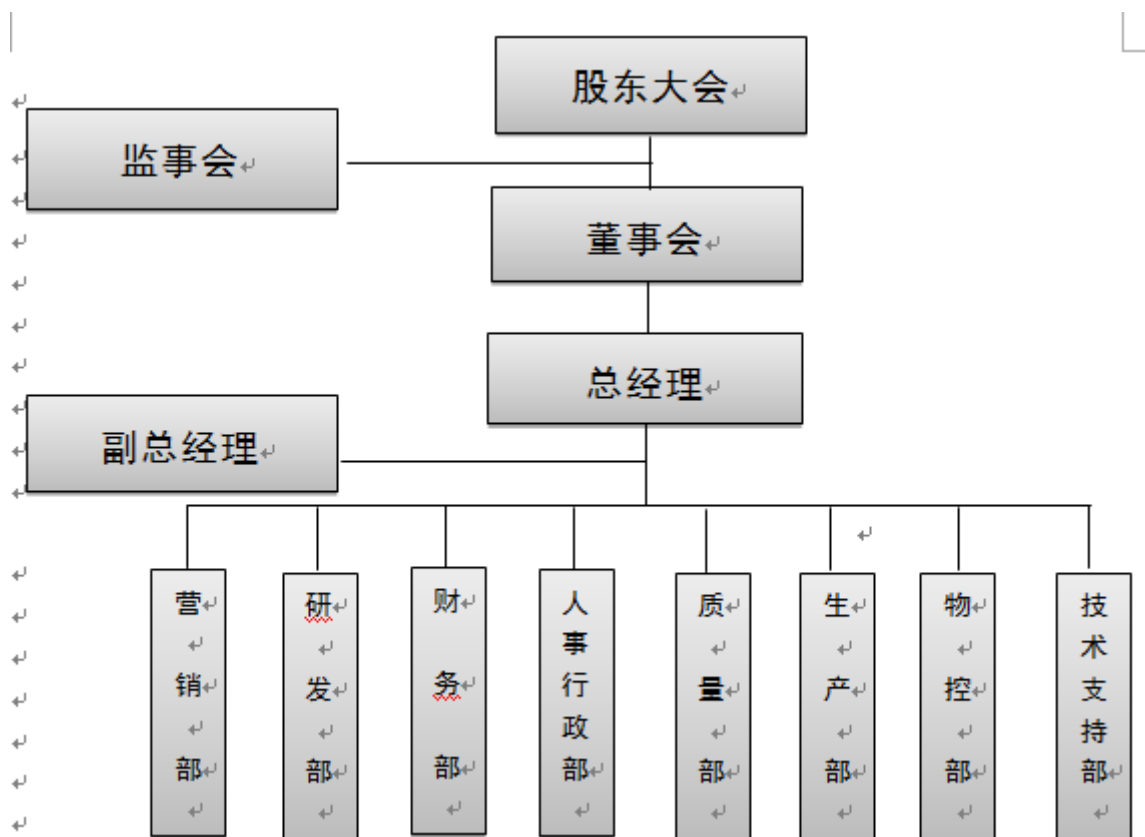 股东大会
监事会
董事会
总经理
副总经理
营销部
研发部
财务部
人事行政部
质量部
生产部
物控部
技术支持部